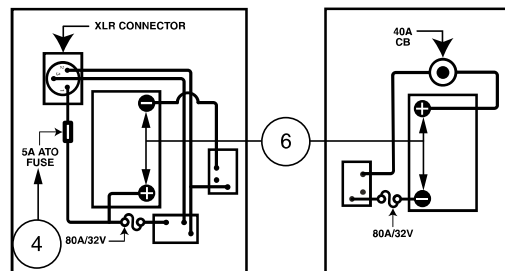 XLR CONNECTOR
5A ATO
FUSE
4
80A/32V
6
40A
CB
80A/32V